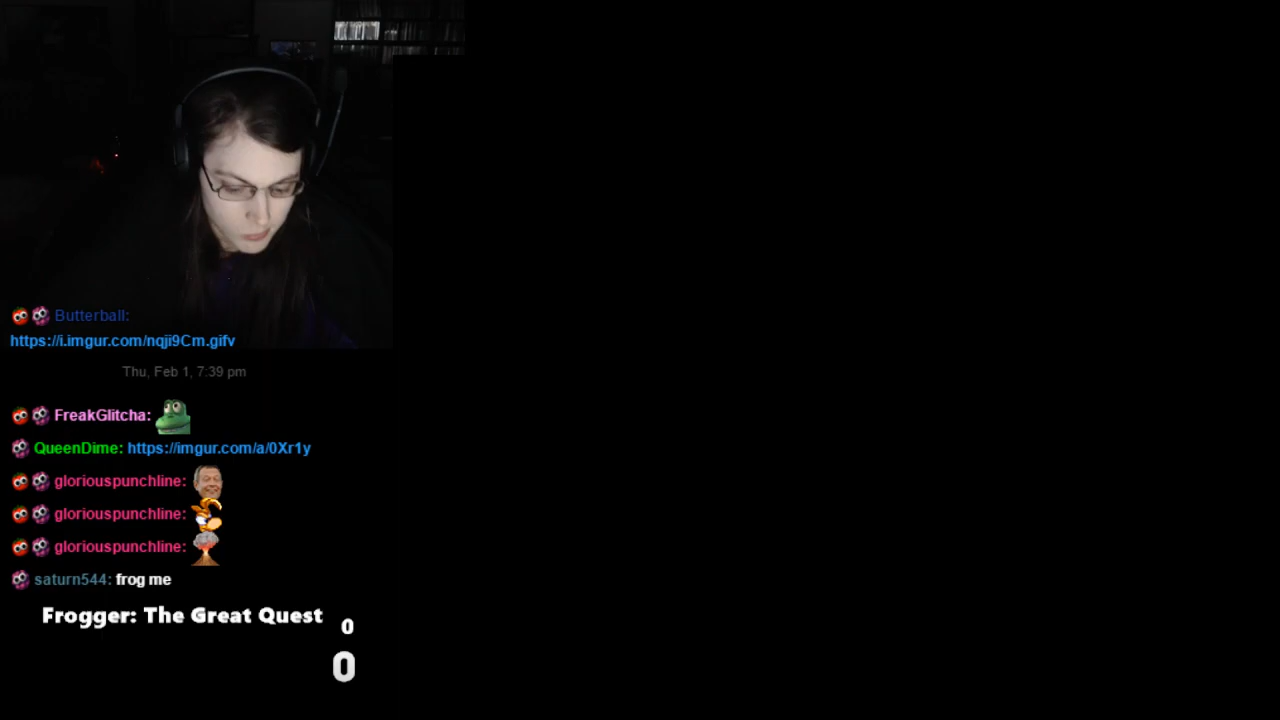 Butterball:
https://i.imgur.com/nqji9Cm.gifv
Thu, Feb 1, 7:39 pm
FreakGlitcha:
QueenDime: https://imgur.com/a/0Xr1y
gloriouspunchline:
gloriouspunchline:
gloriouspunchline:
saturn544: frog me
Frogger: The Great Quest
0
0